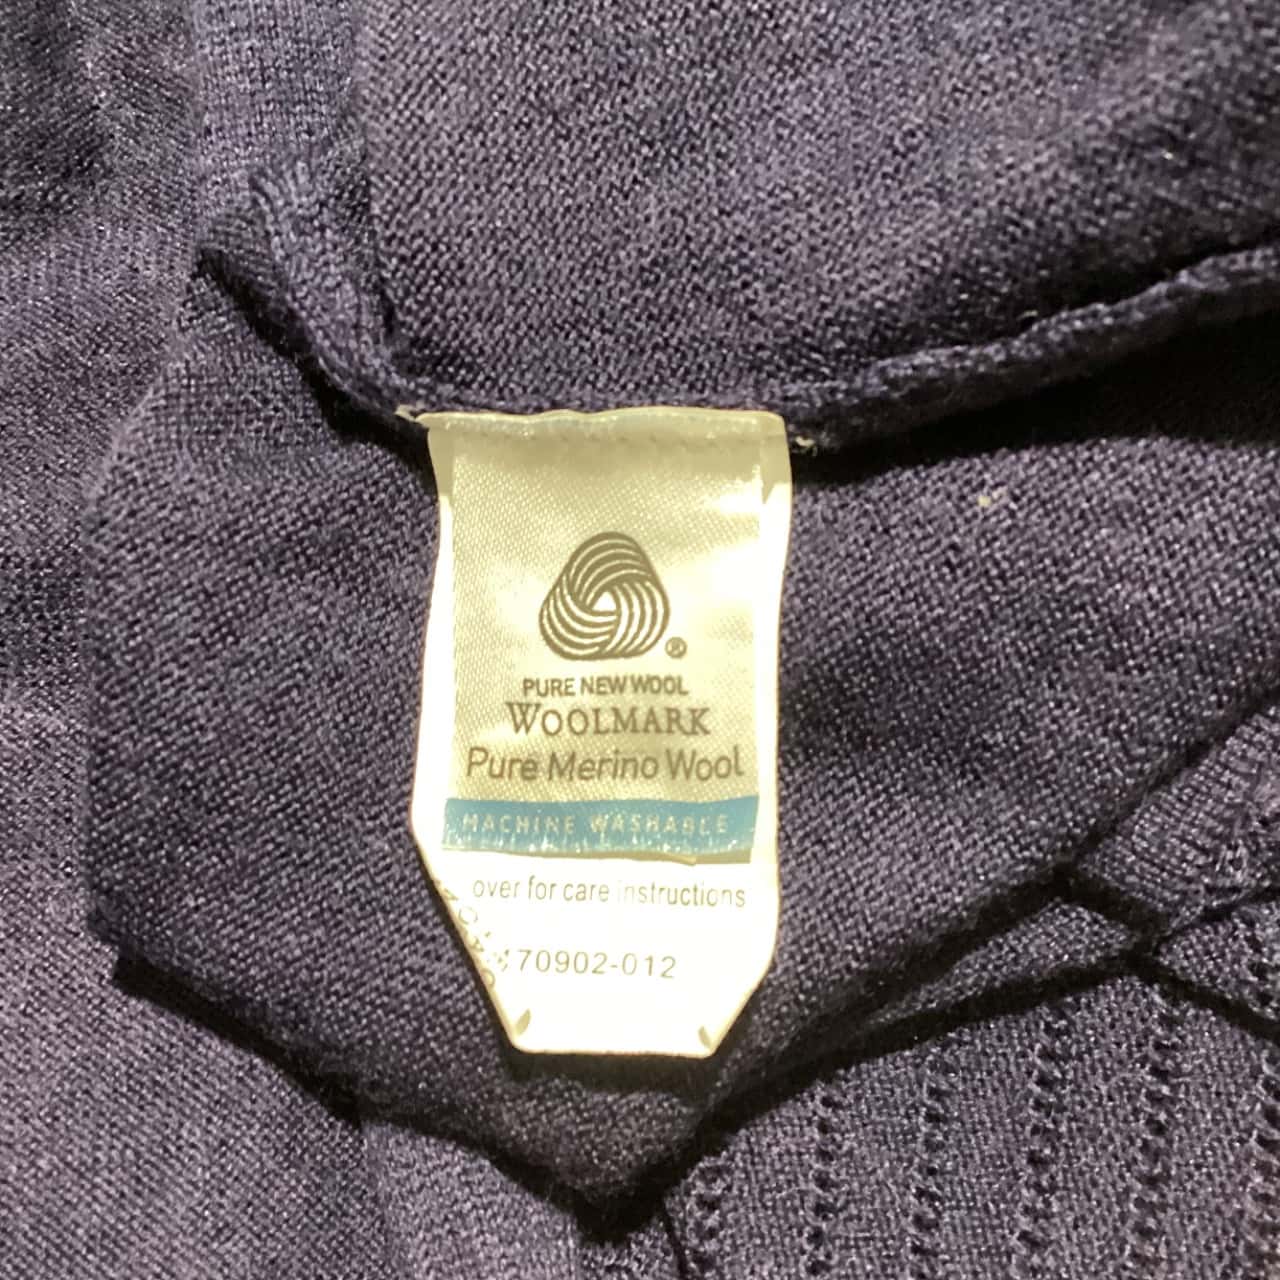 ®
PURE NEW WOOL
WOOLMARK
Pure Merino Wool
MACHINE WASHABLE
over for care instructions
70902-012